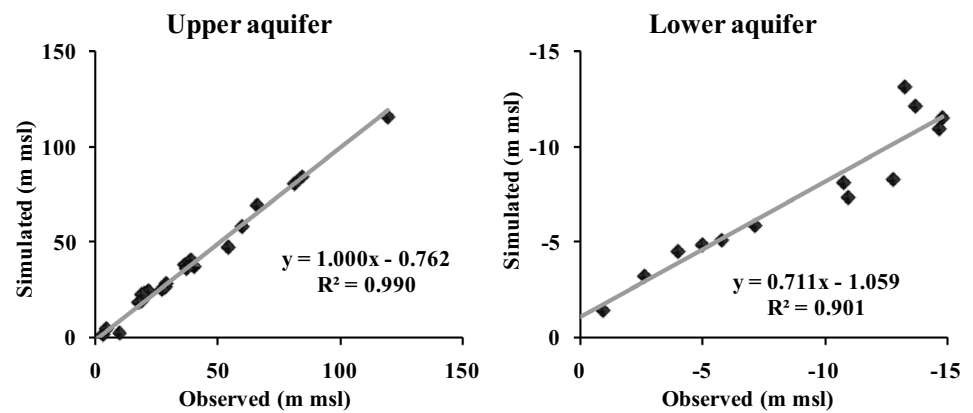 Upper aquifer
150
100
50
0
Simulated (m msl)
y = 1.000x - 0.762
R² = 0.990
0 50 100 150
Observed (m msl)
Lower aquifer
-15
-10
-5
0
Simulated (m msl)
y = 0.711x - 1.059
R² = 0.901
0 -5 -10 -15
Observed (m msl)